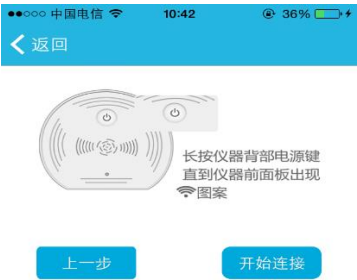 中国电信 10:42 36%
返回
长按仪器背部电源键
直到仪器前面板出现
图案
上一步 开始连接